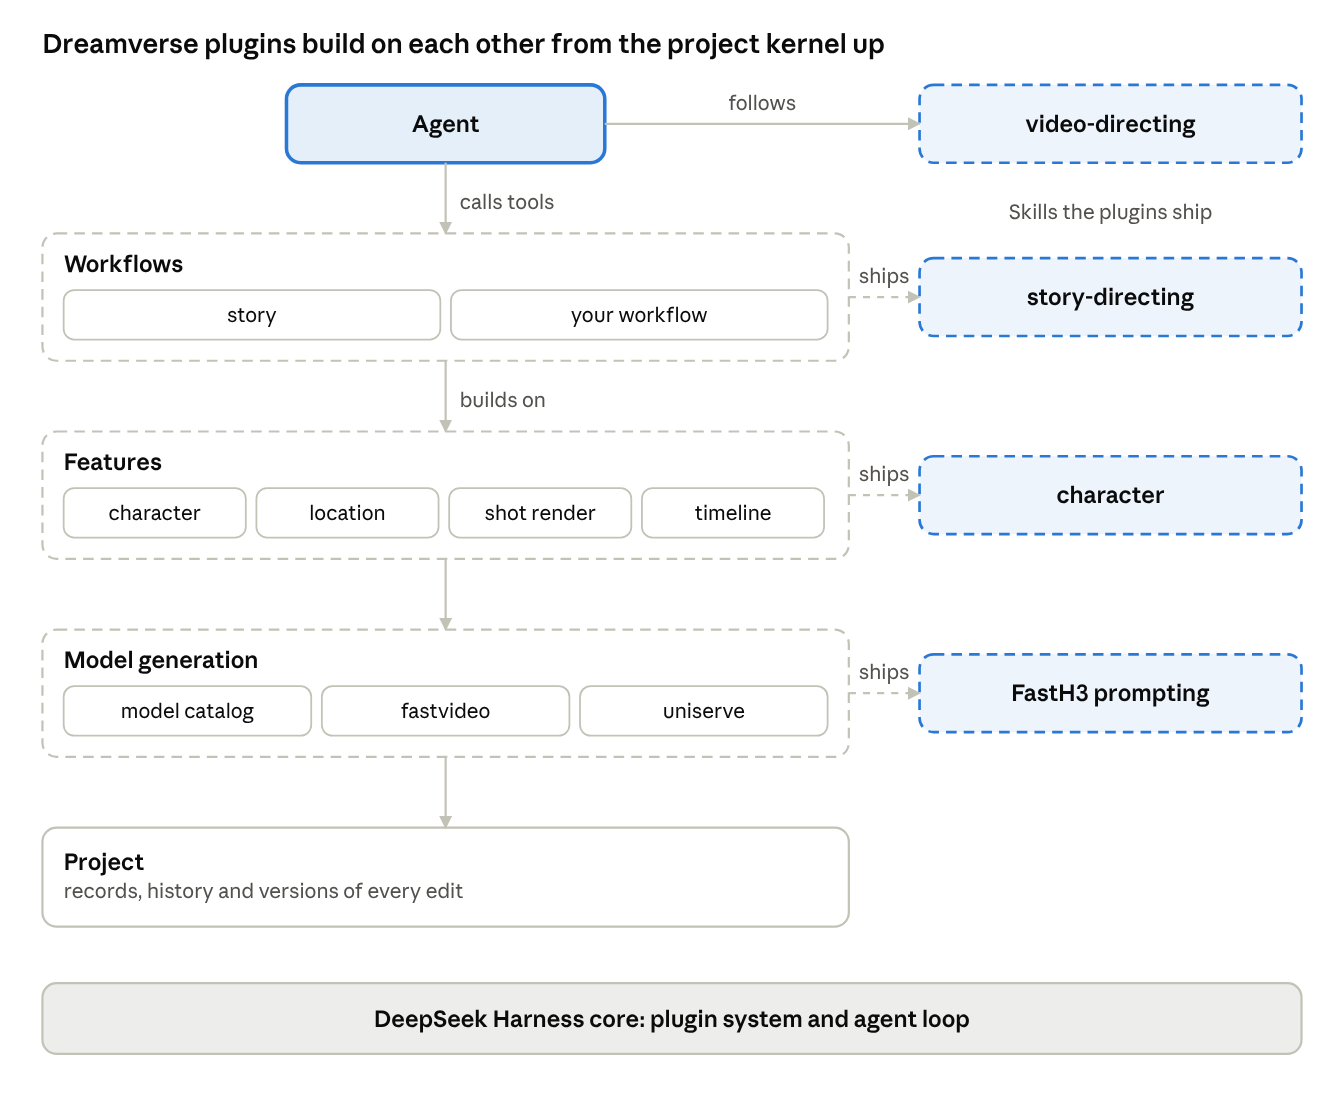 Dreamverse plugins build on each other from the project kernel up
Agent
follows
video-directing
calls tools
Skills the plugins ship
Workflows
story
your workflow
ships
story-directing
builds on
Features
character
location
shot render
timeline
ships
character
Model generation
model catalog
fastvideo
uniserve
ships
FastH3 prompting
Project
records, history and versions of every edit
DeepSeek Harness core: plugin system and agent loop